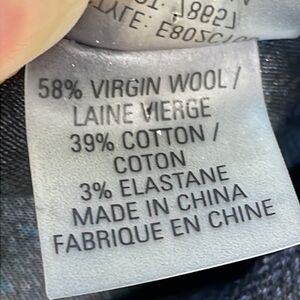 58% VIRGIN WOOL /
LAINE VIERGE
39% COTTON /
COTON
3% ELASTANE
MADE IN CHINA
FABRIQUE EN CHINE